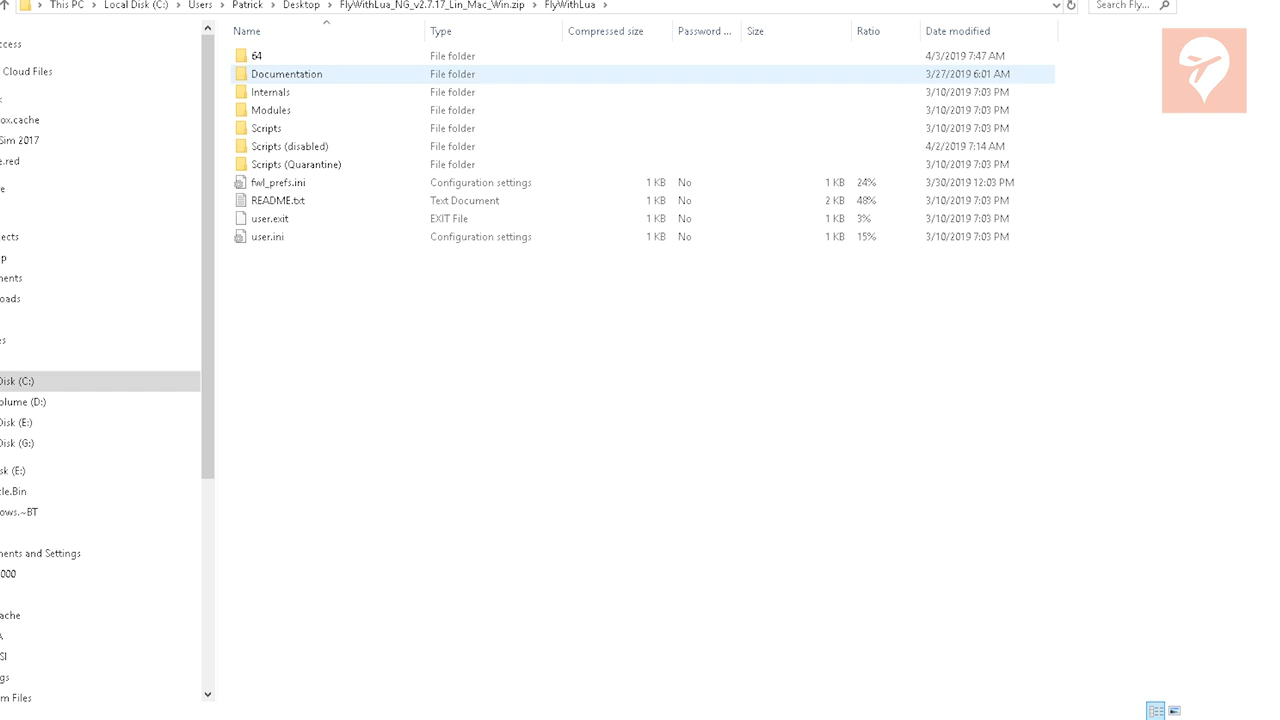 This PC > Local Disk (C:) > Users > Patrick > Desktop > FlyWithLua_NG_v2.7.17_Lin_Mac_Win.zip > FlyWithLua >
Search Fly...
Name Type Compressed size Password ... Size Ratio Date modified
64 File folder 4/3/2019 7:47 AM
Documentation File folder 3/27/2019 6:01 AM
Internals File folder 3/10/2019 7:03 PM
Modules File folder 3/10/2019 7:03 PM
Scripts File folder 3/10/2019 7:03 PM
Scripts (disabled) File folder 4/2/2019 7:14 AM
Scripts (Quarantine) File folder 3/10/2019 7:03 PM
fwl_prefs.ini Configuration settings 1 KB No 1 KB 24% 3/30/2019 12:03 PM
README.txt Text Document 1 KB No 2 KB 48% 3/10/2019 7:03 PM
user.exit EXIT File 1 KB No 1 KB 3% 3/10/2019 7:03 PM
user.ini Configuration settings 1 KB No 1 KB 15% 3/10/2019 7:03 PM
ccess
Cloud Files
ox.cache
Sim 2017
e.red
re
ects
p
nents
oads
es
Disk (C:)
olume (D:)
Disk (E:)
Disk (G:)
sk (E:)
cle.Bin
ows.~BT
nents and Settings
000
ache
SI
gs
m Files